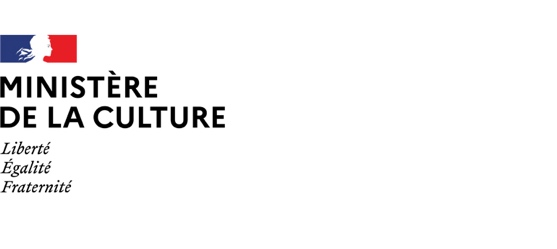 MINISTÈRE
DE LA CULTURE
Liberté
Égalité
Fraternité